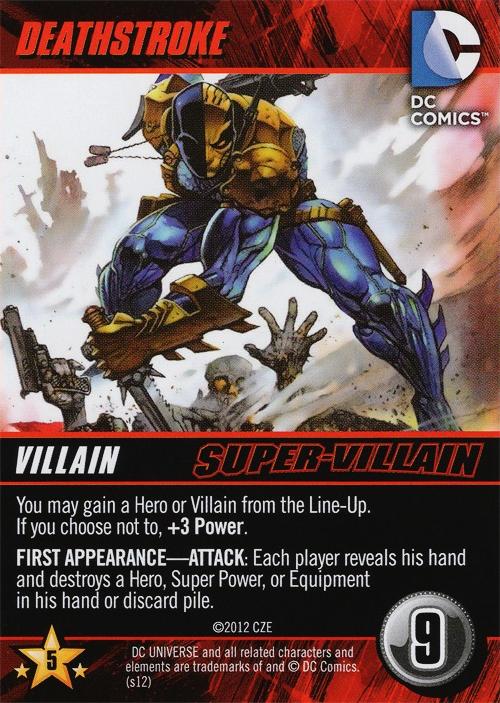 DEATHSTROKE
DC
DC
COMICS™
VILLAIN
SUPER-VILLAIN
You may gain a Hero or Villain from the Line-Up.
If you choose not to, +3 Power.
FIRST APPEARANCE—ATTACK: Each player reveals his hand
and destroys a Hero, Super Power, or Equipment
in his hand or discard pile.
©2012 CZE
9
5
DC UNIVERSE and all related characters and
elements are trademarks of and © DC Comics.
(s12)